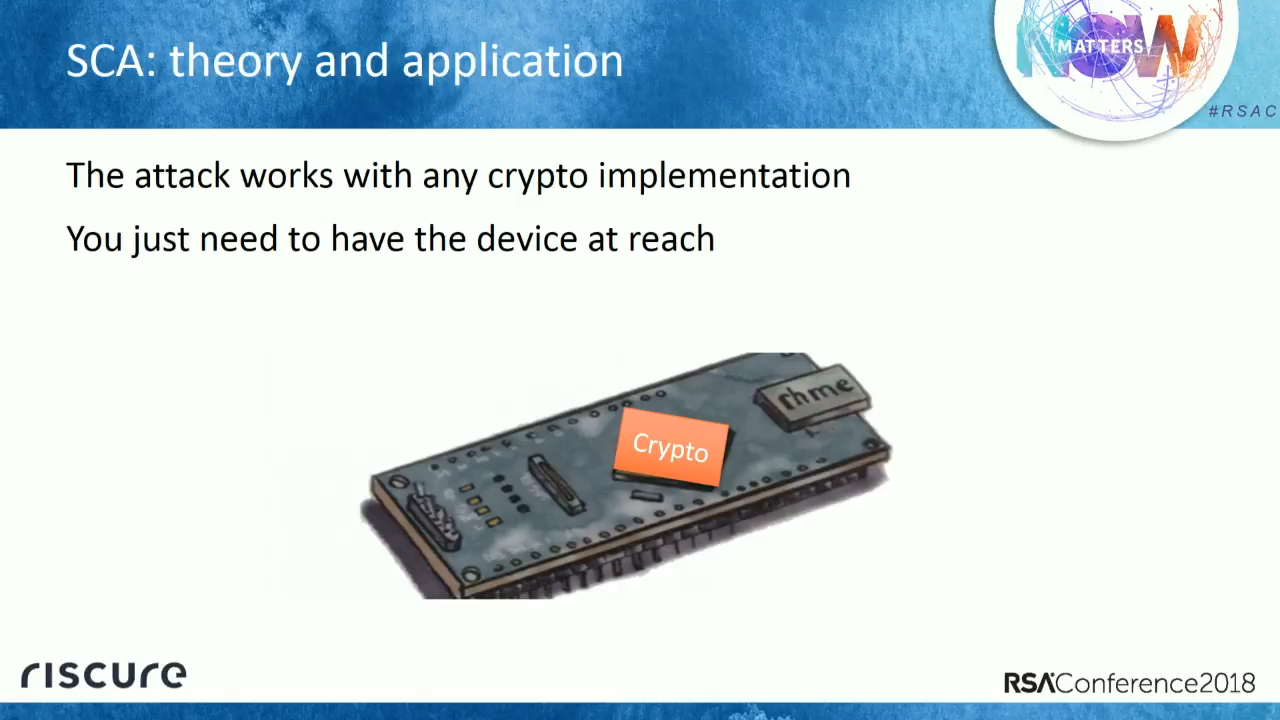 SCA: theory and application
NOW
MATTERS
#RSAC
The attack works with any crypto implementation
You just need to have the device at reach
rhme
Crypto
riscure
RSAConference2018